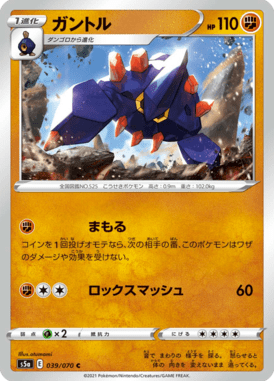 1進化 ガントル HP 110
ダンゴロから進化
全国図鑑NO.525 こうせきポケモン 高さ:0.9m 重さ:102.0kg
まもる
コインを1回投げオモテなら、次の相手の番、このポケモンはワザ
のダメージや効果を受けない。
ロックスマッシュ 60
弱点 ×2 抵抗力 にげる
Illus. otumami
S5a E 039/070 C
©2021 Pokémon/Nintendo/Creatures/GAME FREAK.